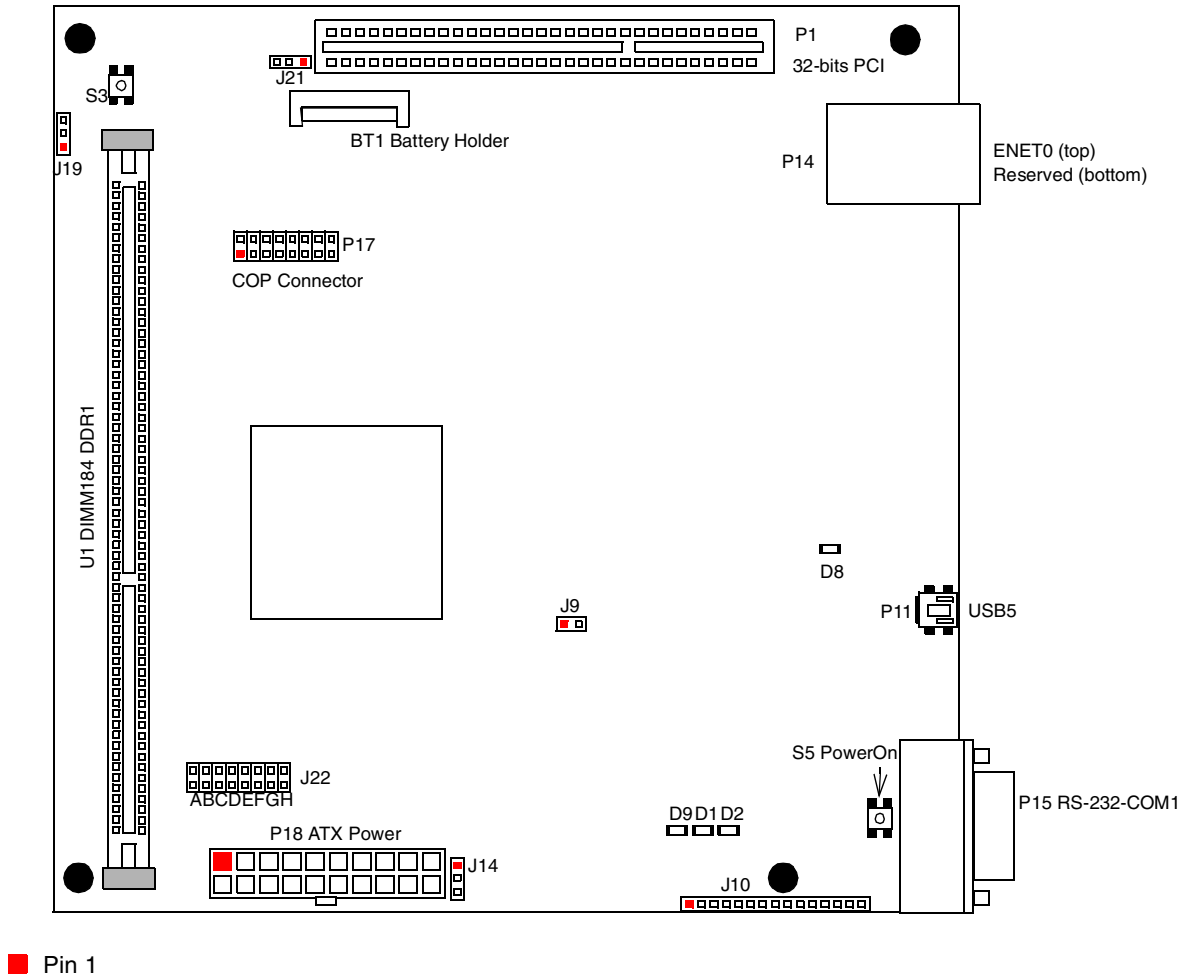 P1
32-bits PCI
J21
S3
BT1 Battery Holder
J19
P14
ENET0 (top)
Reserved (bottom)
P17
COP Connector
U1 DIMM184 DDR1
D8
J9
P11
USB5
S5 PowerOn
J22
ABCDEFGH
P15 RS-232-COM1
D9 D1 D2
P18 ATX Power
J14
J10
Pin 1